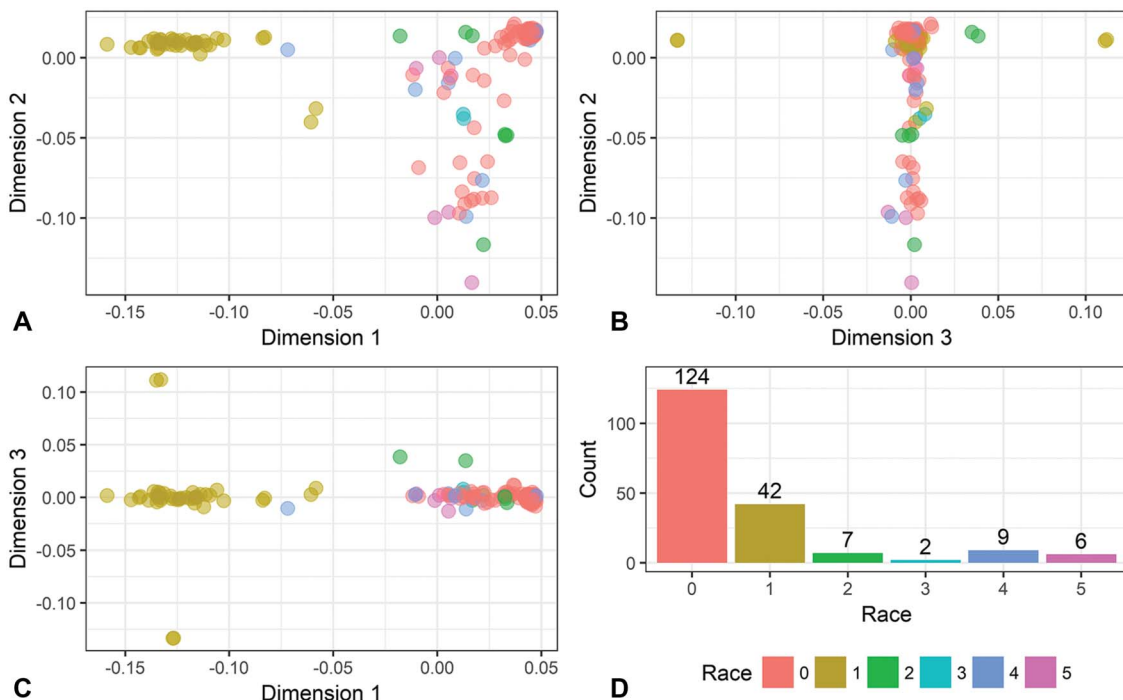 0.00
-0.05
-0.10
Dimension 2
-0.15 -0.10 -0.05 0.00 0.05
A Dimension 1
0.00
-0.05
-0.10
Dimension 2
-0.10 -0.05 0.00 0.05 0.10
B Dimension 3
0.10
0.05
0.00
-0.05
-0.10
Dimension 3
-0.15 -0.10 -0.05 0.00 0.05
C Dimension 1
124
42
7
2
9
6
100
50
0
Count
0 1 2 3 4 5
Race
D Race 0 1 2 3 4 5